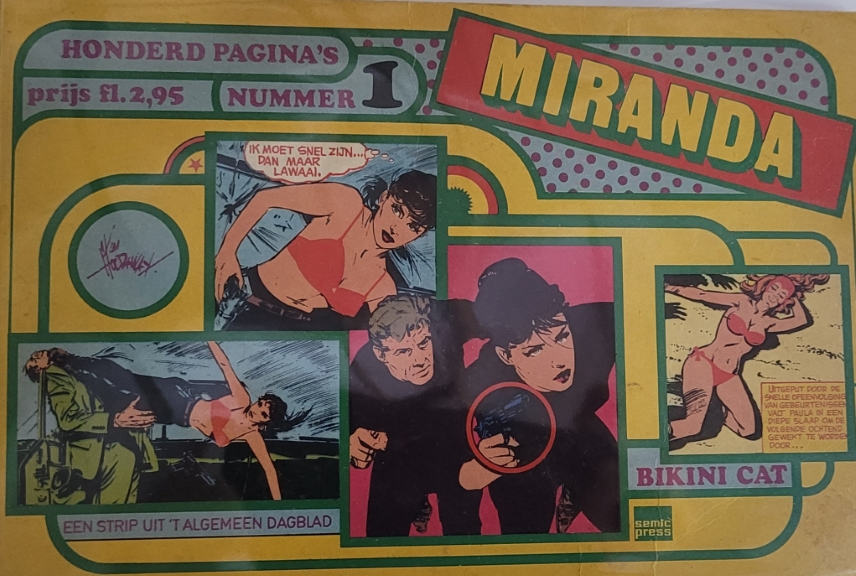 HONDERD PAGINA'S
prijs fl. 2,95
NUMMER 1
MIRANDA
IK MOET SNEL ZIJN...
DAN MAAR
LAWAAI.
UITGEPUT DOOR DE
SNELLE OPEENVOLGING
VAN GEBEURTENISSEN
VALT PAULA IN EEN
DIEPE SLAAP OM DE
VOLGENDE OCHTEND
GEWEKT TE WORDEN
DOOR...
BIKINI CAT
EEN STRIP UIT 'T ALGEMEEN DAGBLAD
semic
press